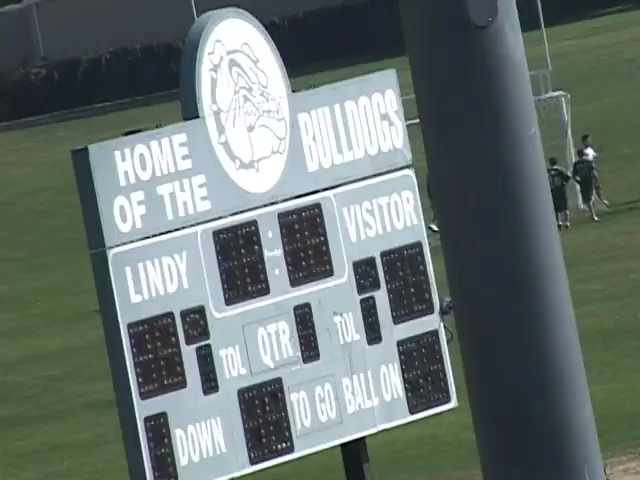 HOME
OF THE
BULLDOGS
LINDY
VISITOR
TOL
QTR
TOL
DOWN
TO GO
BALL ON